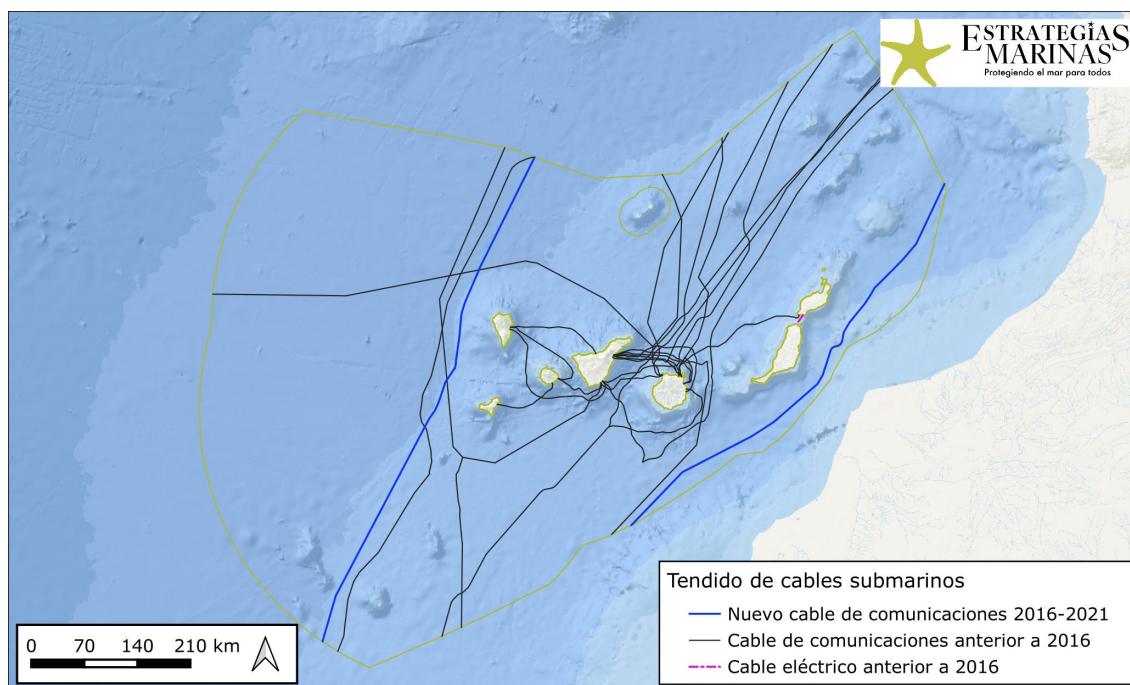 ESTRATEGIAS
MARINAS
Protegiendo el mar para todos
Tendido de cables submarinos
Nuevo cable de comunicaciones 2016-2021
Cable de comunicaciones anterior a 2016
Cable eléctrico anterior a 2016
0 70 140 210 km